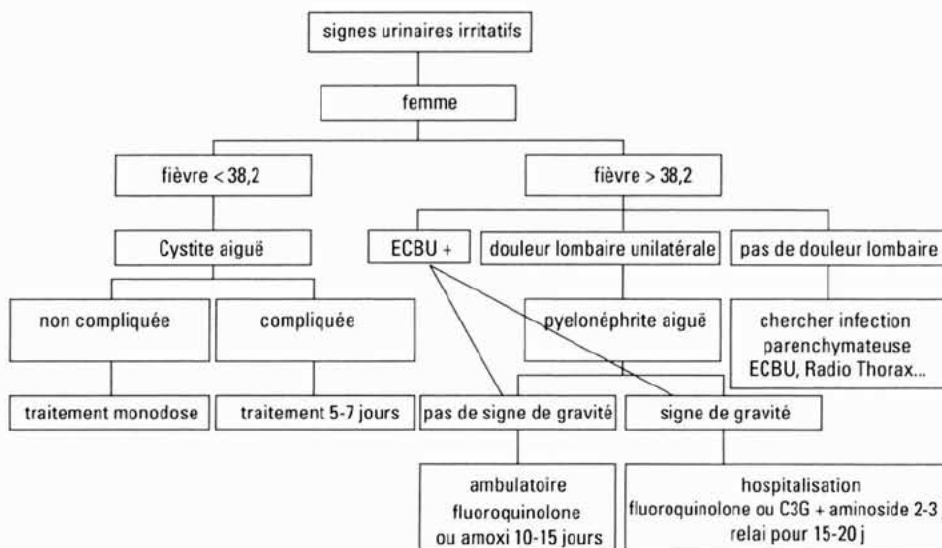 signes urinaires irritatifs
femme
fièvre < 38,2
fièvre > 38,2
Cystite aiguë
ECBU +
douleur lombaire unilatérale
pas de douleur lombaire
non compliquée
compliquée
pyelonéphrite aiguë
chercher infection
parenchymateuse
ECBU, Radio Thorax...
traitement monodose
traitement 5-7 jours
pas de signe de gravité
signe de gravité
ambulatoire
fluoroquinolone
ou amoxi 10-15 jours
hospitalisation
fluoroquinolone ou C3G + aminoside 2-3
relai pour 15-20 j